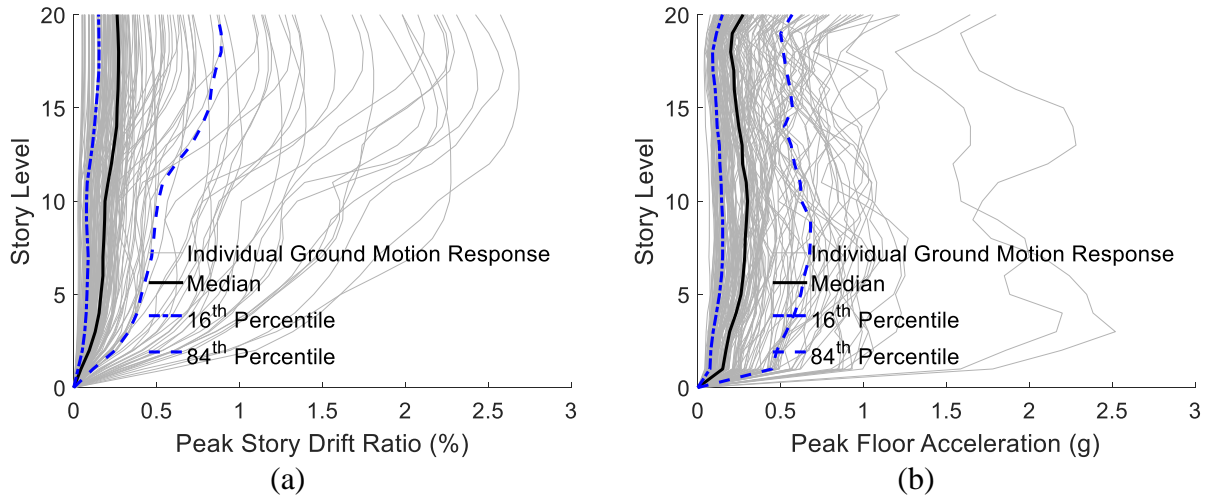 20
15
10
5
0
Story Level
Individual Ground Motion Response
Median
16th Percentile
84th Percentile
0 0.5 1 1.5 2 2.5 3
Peak Story Drift Ratio (%)
(a)
20
15
10
5
0
Story Level
Individual Ground Motion Response
Median
16th Percentile
84th Percentile
0 0.5 1 1.5 2 2.5 3
Peak Floor Acceleration (g)
(b)